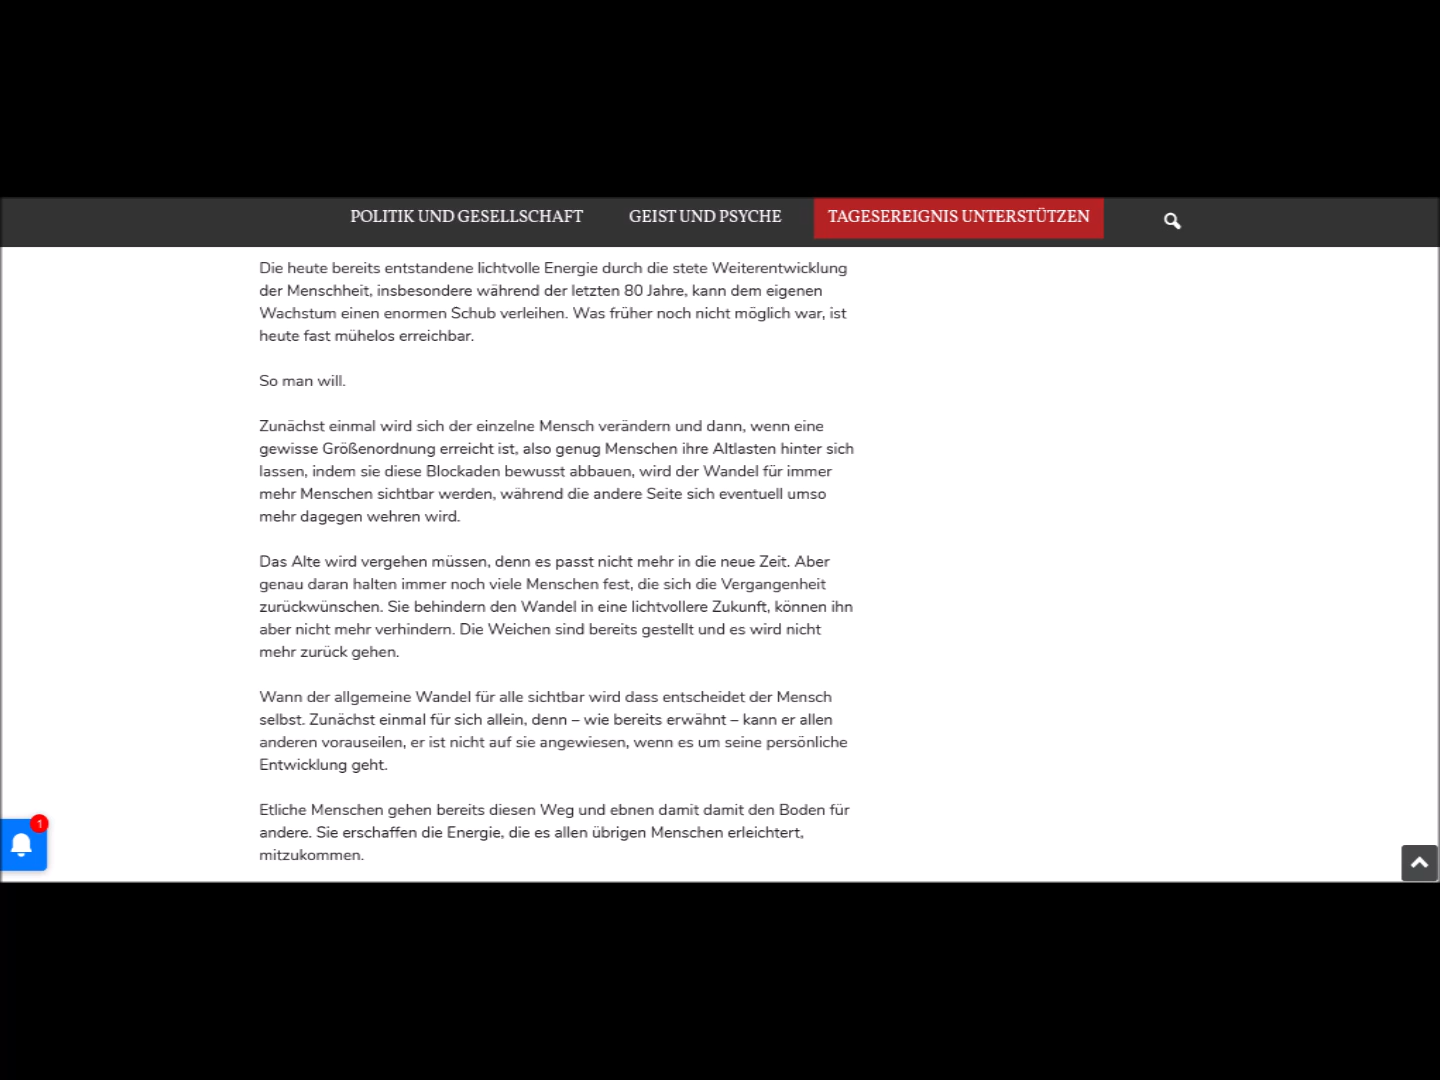 POLITIK UND GESELLSCHAFT GEIST UND PSYCHE TAGESEREIGNIS UNTERSTÜTZEN
Die heute bereits entstandene lichtvolle Energie durch die stete Weiterentwicklung
der Menschheit, insbesondere während der letzten 80 Jahre, kann dem eigenen
Wachstum einen enormen Schub verleihen. Was früher noch nicht möglich war, ist
heute fast mühelos erreichbar.
So man will.
Zunächst einmal wird sich der einzelne Mensch verändern und dann, wenn eine
gewisse Größenordnung erreicht ist, also genug Menschen ihre Altlasten hinter sich
lassen, indem sie diese Blockaden bewusst abbauen, wird der Wandel für immer
mehr Menschen sichtbar werden, während die andere Seite sich eventuell umso
mehr dagegen wehren wird.
Das Alte wird vergehen müssen, denn es passt nicht mehr in die neue Zeit. Aber
genau daran halten immer noch viele Menschen fest, die sich die Vergangenheit
zurückwünschen. Sie behindern den Wandel in eine lichtvollere Zukunft, können ihn
aber nicht mehr verhindern. Die Weichen sind bereits gestellt und es wird nicht
mehr zurück gehen.
Wann der allgemeine Wandel für alle sichtbar wird dass entscheidet der Mensch
selbst. Zunächst einmal für sich allein, denn – wie bereits erwähnt – kann er allen
anderen vorauseilen, er ist nicht auf sie angewiesen, wenn es um seine persönliche
Entwicklung geht.
Etliche Menschen gehen bereits diesen Weg und ebnen damit damit den Boden für
andere. Sie erschaffen die Energie, die es allen übrigen Menschen erleichtert,
mitzukommen.
1